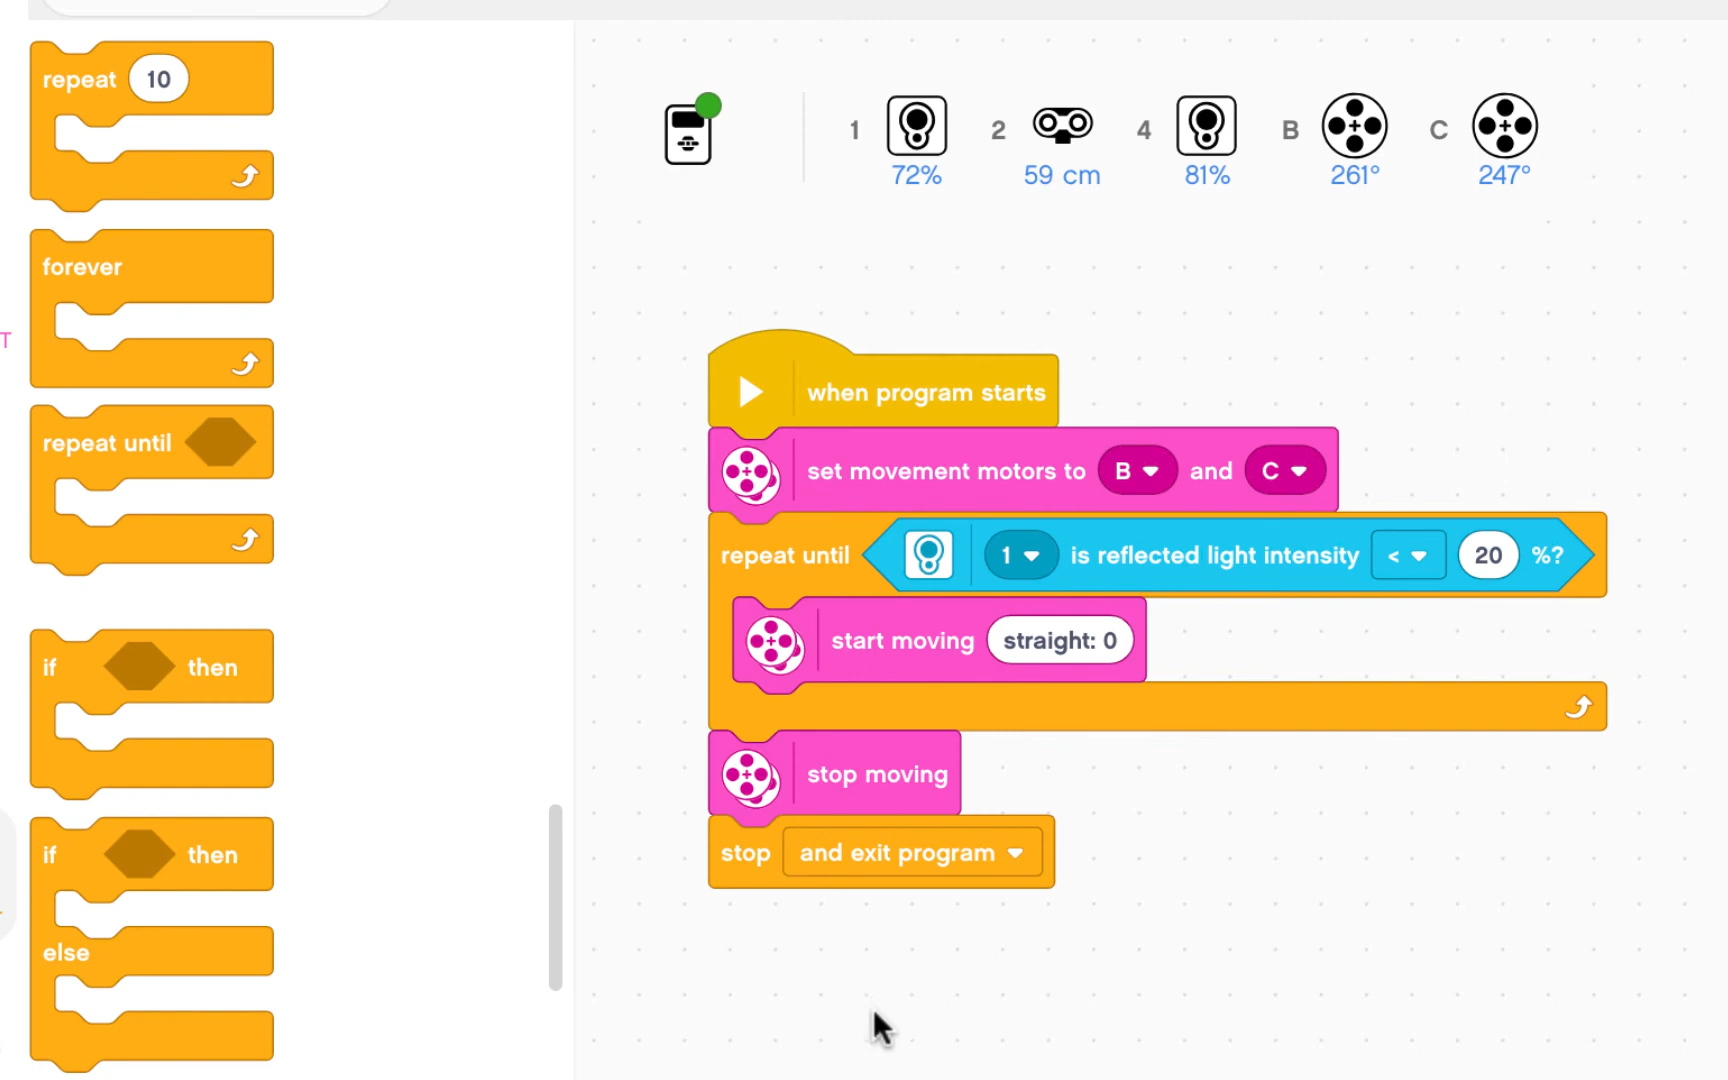 repeat 10
forever
T
repeat until
if then
if then
else
1 2 4 B C
72% 59 cm 81% 261° 247°
when program starts
set movement motors to B and C
repeat until 1 is reflected light intensity < 20 %?
start moving straight: 0
stop moving
stop and exit program